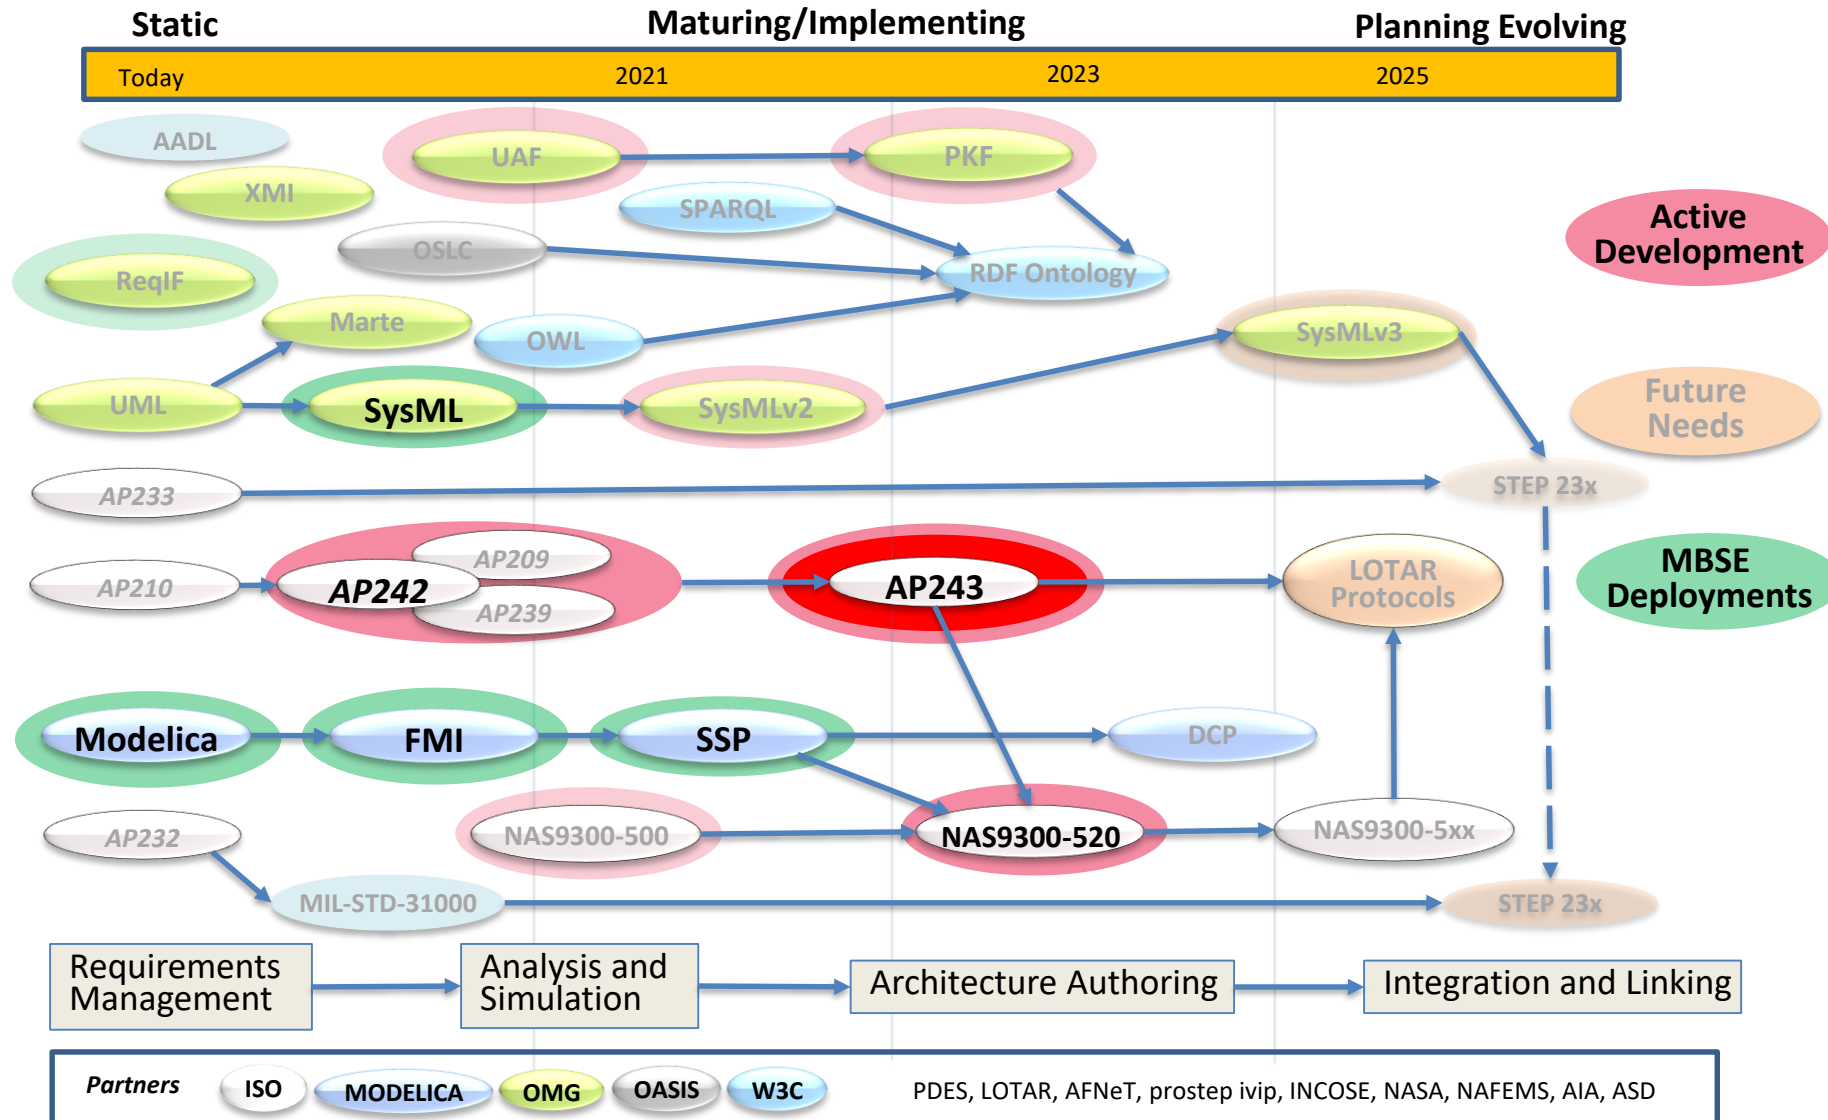 Static
Maturing/Implementing
Planning Evolving
Today
2021
2023
2025
AADL
UAF
PKF
XMI
SPARQL
Active
Development
OSLC
RDF Ontology
ReqIF
Marte
OWL
SysMLv3
UML
SysML
SysMLv2
Future
Needs
AP233
STEP 23x
AP209
AP210
AP242
AP239
AP243
LOTAR
Protocols
MBSE
Deployments
Modelica
FMI
SSP
DCP
AP232
NAS9300-500
NAS9300-520
NAS9300-5xx
MIL-STD-31000
STEP 23x
Requirements
Management
Analysis and
Simulation
Architecture Authoring
Integration and Linking
Partners
ISO
MODELICA
OMG
OASIS
W3C
PDES, LOTAR, AFNeT, prostep ivip, INCOSE, NASA, NAFEMS, AIA, ASD